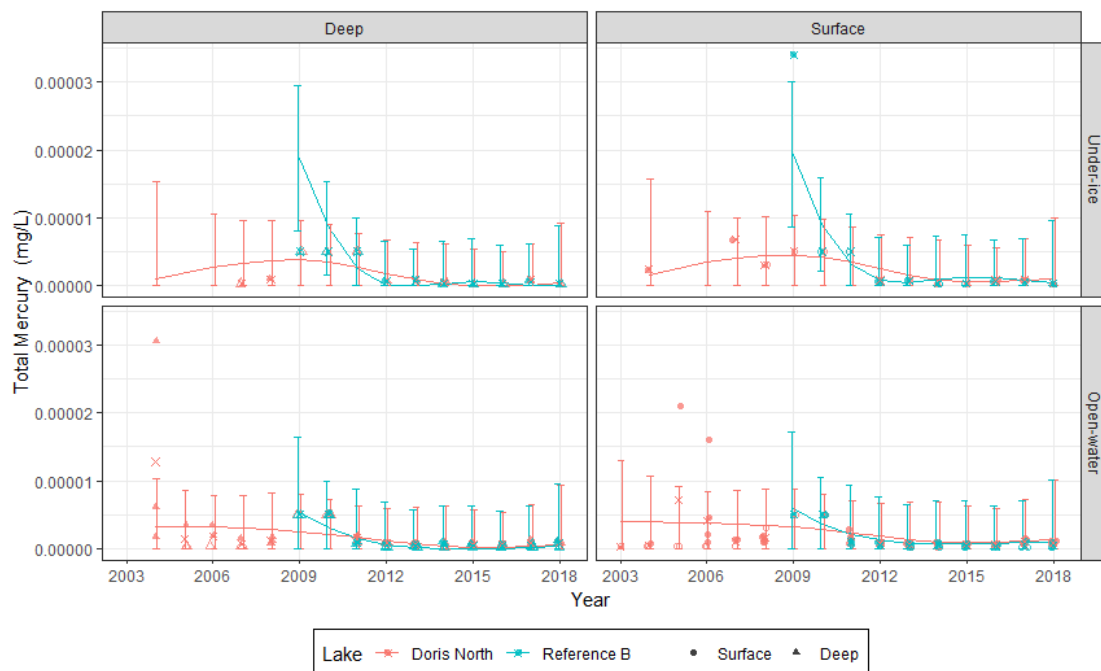 Deep Surface
0.00003
0.00002
0.00001
0.00000
Under-ice
Total Mercury (mg/L)
0.00003
0.00002
0.00001
0.00000
Open-water
2003 2006 2009 2012 2015 2018 2003 2006 2009 2012 2015 2018
Year
Lake Doris North Reference B Surface Deep